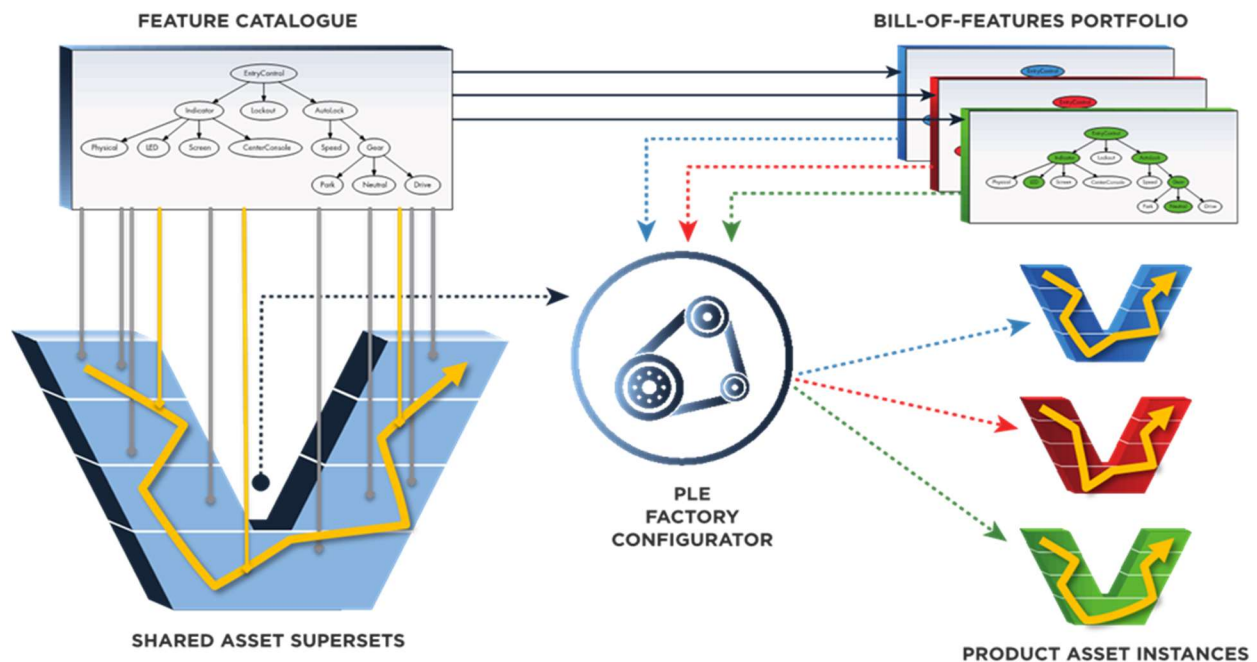 FEATURE CATALOGUE
BILL-OF-FEATURES PORTFOLIO
EntryControl
Indicator Lockout AutoLock
Physical LED Screen CenterConsole Speed Gear
Park Neutral Drive
EntryControl
EntryControl
EntryControl
Indicator Lockout AutoLock
Physical LED Screen CenterConsole Speed Gear
Park Neutral Drive
PLE
FACTORY
CONFIGURATOR
SHARED ASSET SUPERSETS
PRODUCT ASSET INSTANCES